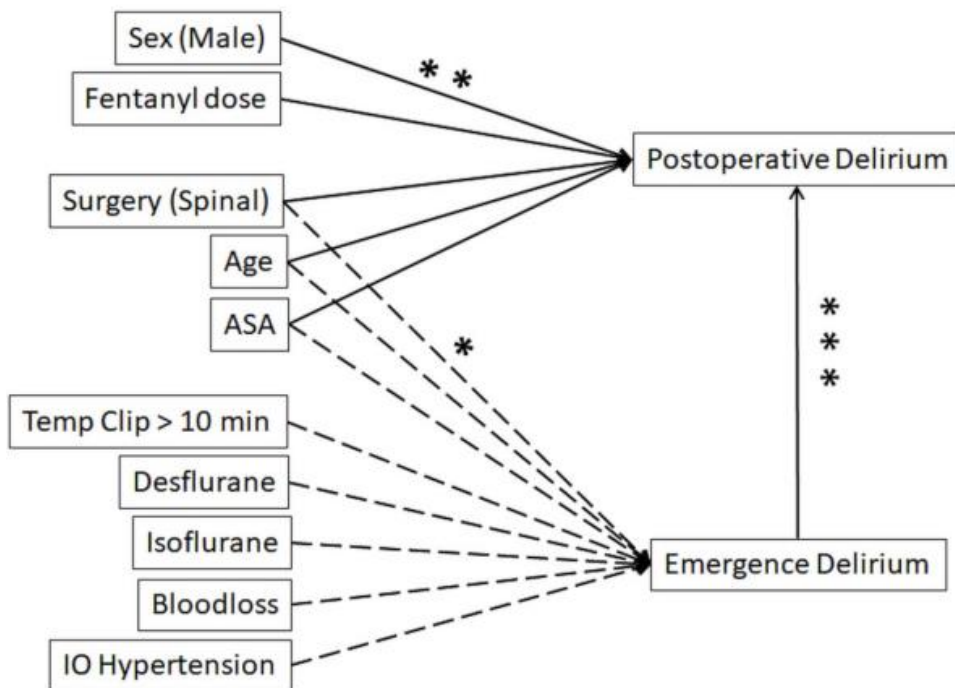 Sex (Male)
* *
Fentanyl dose
Postoperative Delirium
Surgery (Spinal)
Age
ASA
*
*
*
*
Temp Clip > 10 min
Desflurane
Isoflurane
Emergence Delirium
Bloodloss
IO Hypertension